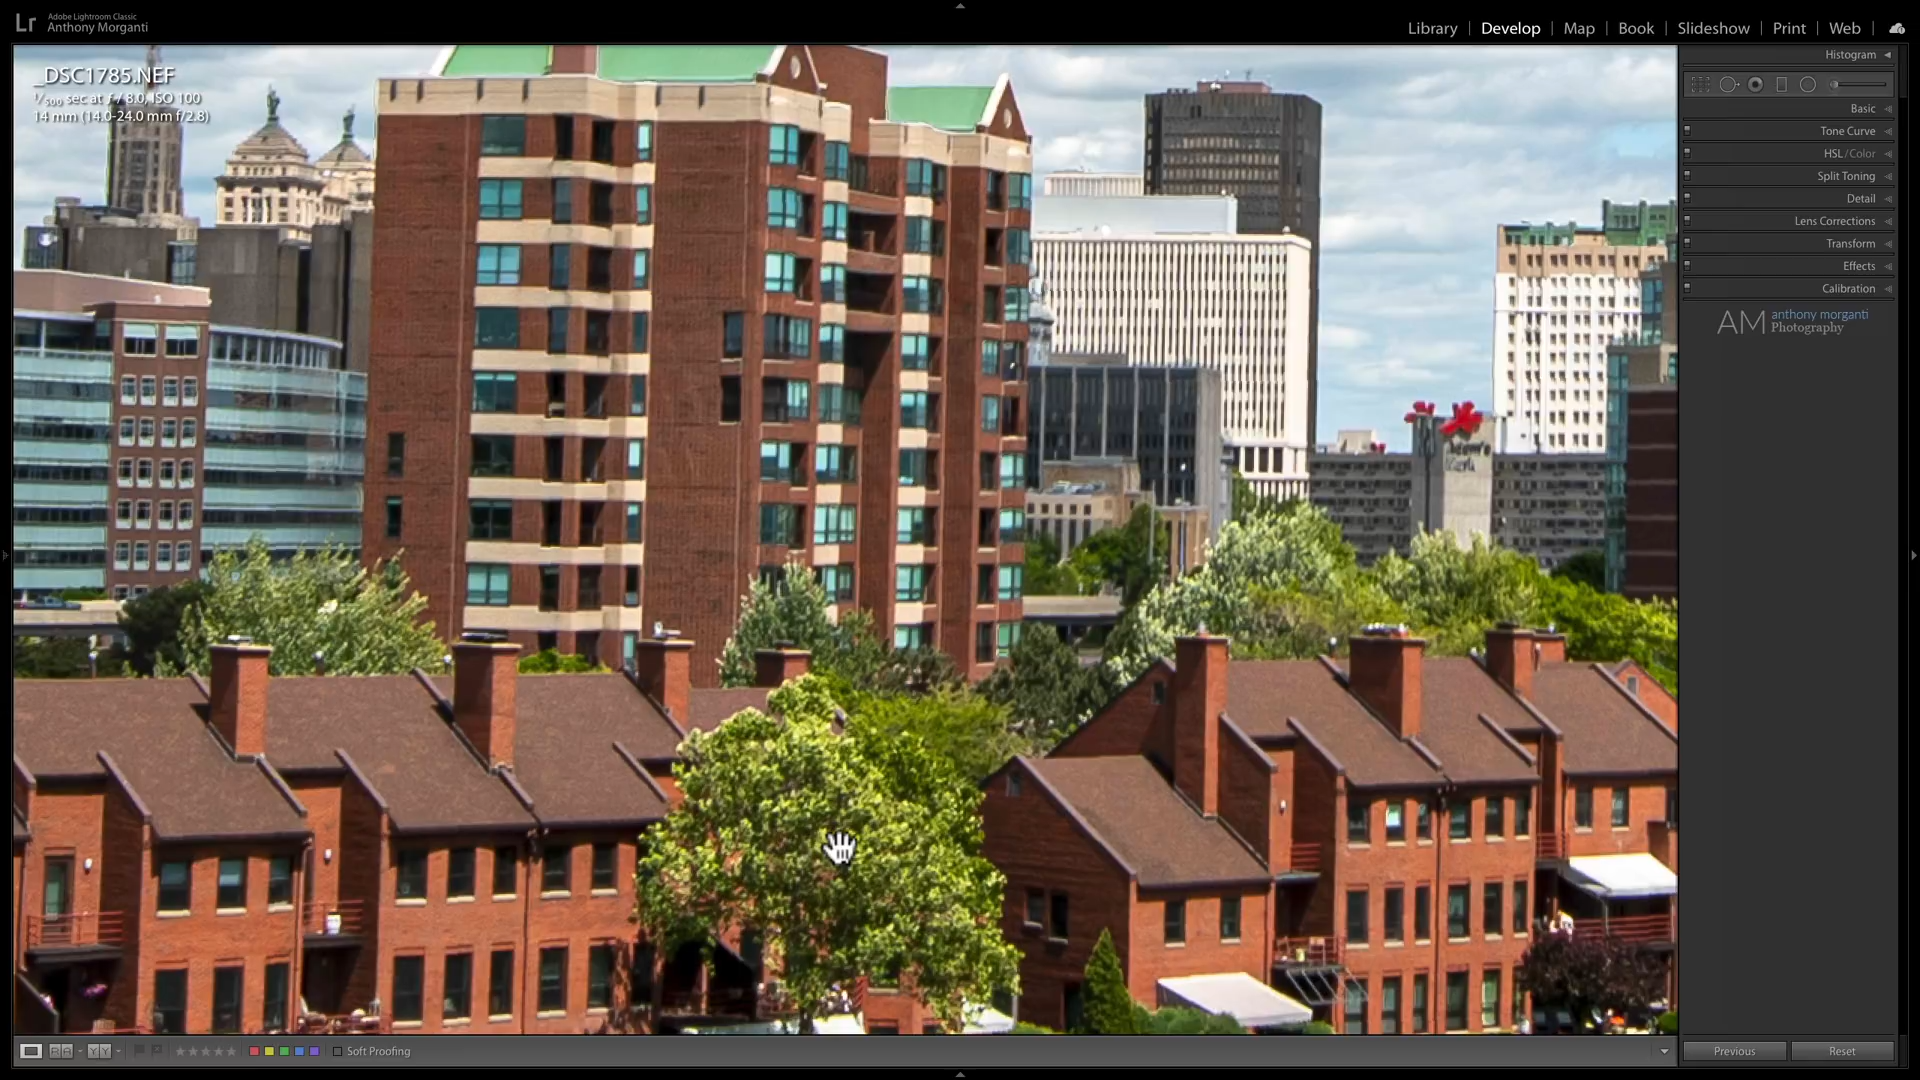 Lr
Adobe Lightroom Classic
Anthony Morganti
Library | Develop | Map | Book | Slideshow | Print | Web
_DSC1785.NEF
1/500 sec at ƒ / 8.0, ISO 100
14 mm (14.0-24.0 mm f/2.8)
Histogram
Basic
Tone Curve
HSL / Color
Split Toning
Detail
Lens Corrections
Transform
Effects
Calibration
AM anthony morganti
Photography
Soft Proofing
Previous
Reset